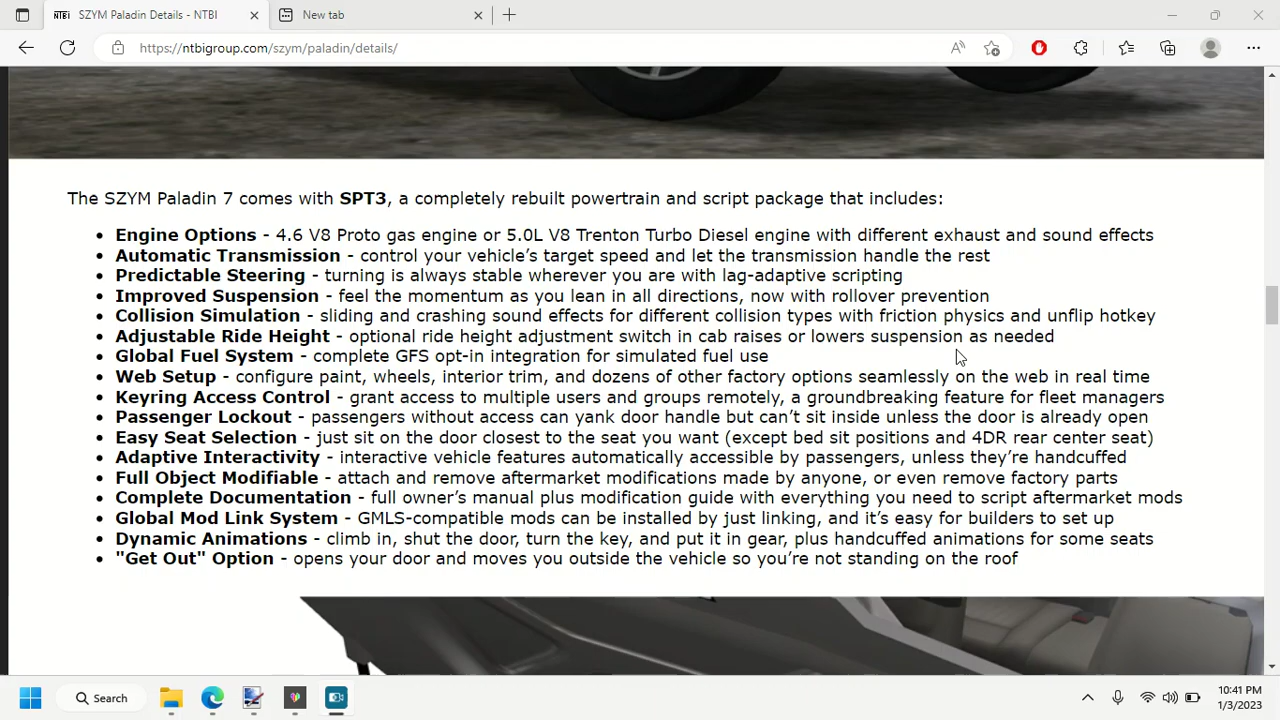 SZYM Paladin Details - NTBI
New tab
https://ntbigroup.com/szym/paladin/details/
The SZYM Paladin 7 comes with SPT3, a completely rebuilt powertrain and script package that includes:
• Engine Options - 4.6 V8 Proto gas engine or 5.0L V8 Trenton Turbo Diesel engine with different exhaust and sound effects
• Automatic Transmission - control your vehicle's target speed and let the transmission handle the rest
• Predictable Steering - turning is always stable wherever you are with lag-adaptive scripting
• Improved Suspension - feel the momentum as you lean in all directions, now with rollover prevention
• Collision Simulation - sliding and crashing sound effects for different collision types with friction physics and unflip hotkey
• Adjustable Ride Height - optional ride height adjustment switch in cab raises or lowers suspension as needed
• Global Fuel System - complete GFS opt-in integration for simulated fuel use
• Web Setup - configure paint, wheels, interior trim, and dozens of other factory options seamlessly on the web in real time
• Keyring Access Control - grant access to multiple users and groups remotely, a groundbreaking feature for fleet managers
• Passenger Lockout - passengers without access can yank door handle but can't sit inside unless the door is already open
• Easy Seat Selection - just sit on the door closest to the seat you want (except bed sit positions and 4DR rear center seat)
• Adaptive Interactivity - interactive vehicle features automatically accessible by passengers, unless they're handcuffed
• Full Object Modifiable - attach and remove aftermarket modifications made by anyone, or even remove factory parts
• Complete Documentation - full owner's manual plus modification guide with everything you need to script aftermarket mods
• Global Mod Link System - GMLS-compatible mods can be installed by just linking, and it's easy for builders to set up
• Dynamic Animations - climb in, shut the door, turn the key, and put it in gear, plus handcuffed animations for some seats
• "Get Out" Option - opens your door and moves you outside the vehicle so you're not standing on the roof
Search
10:41 PM
1/3/2023